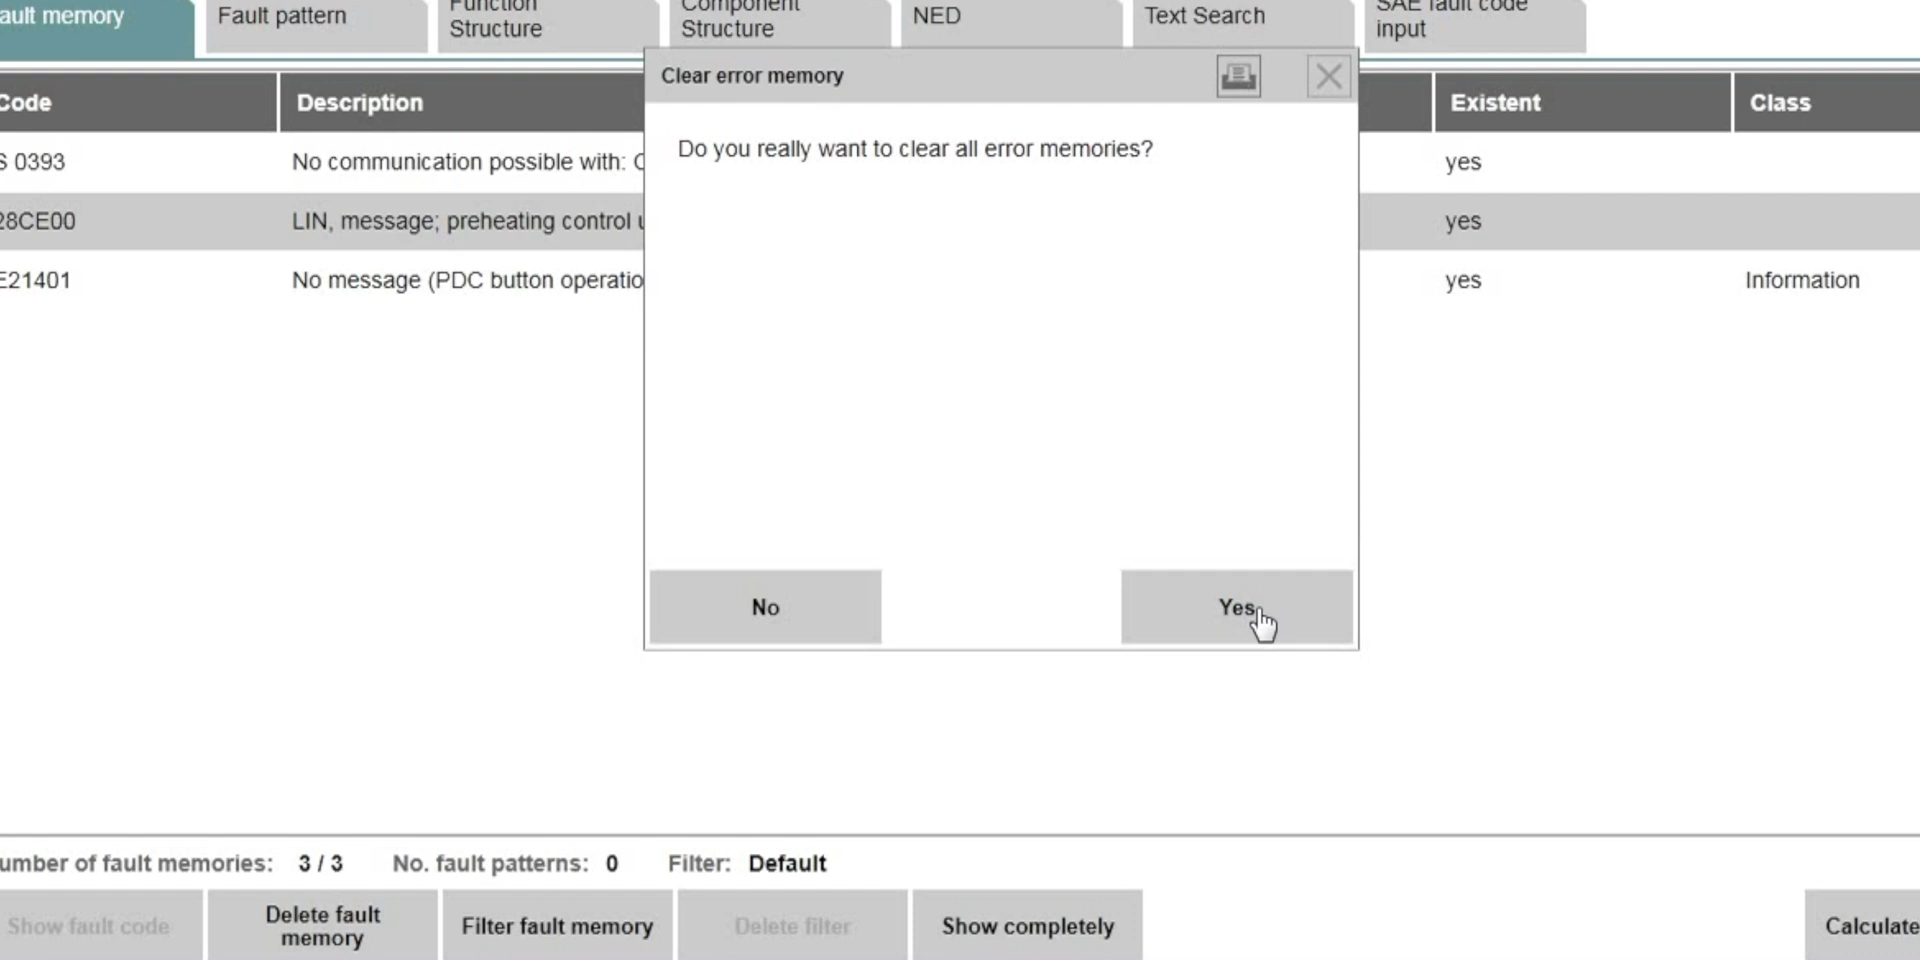 ault memory
Fault pattern
Function
Structure
Component
Structure
NED
Text Search
SAE fault code
input
Code
Description
Existent
Class
Clear error memory
Do you really want to clear all error memories?
S 0393
No communication possible with:
yes
28CE00
LIN, message; preheating control
yes
E21401
No message (PDC button operatio
yes
Information
No
Yes
umber of fault memories: 3 / 3
No. fault patterns: 0
Filter: Default
Show fault code
Delete fault
memory
Filter fault memory
Delete filter
Show completely
Calculate